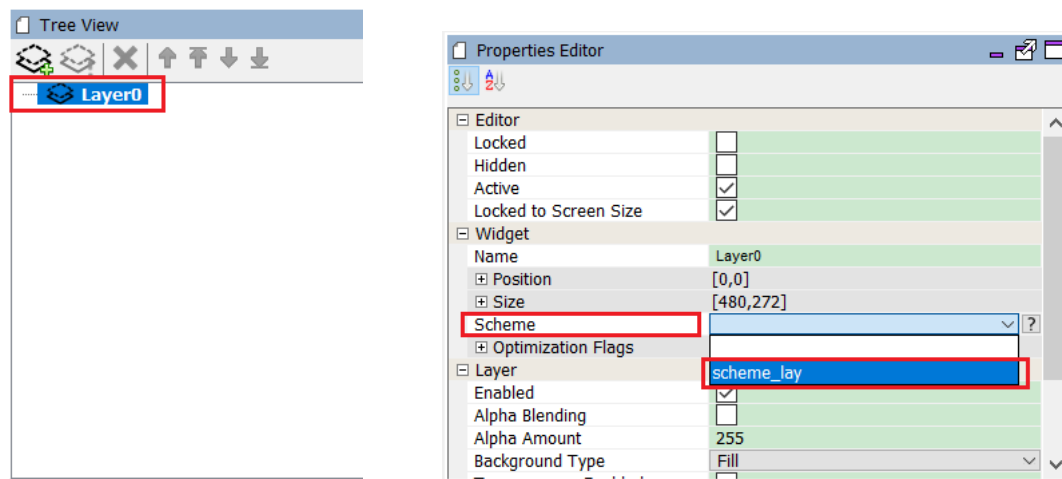 Tree View
Layer0
Properties Editor
Editor
Locked
Hidden
Active
Locked to Screen Size
Widget
Name Layer0
Position [0,0]
Size [480,272]
Scheme ?
Optimization Flags
scheme_lay
Layer
Enabled
Alpha Blending
Alpha Amount 255
Background Type Fill